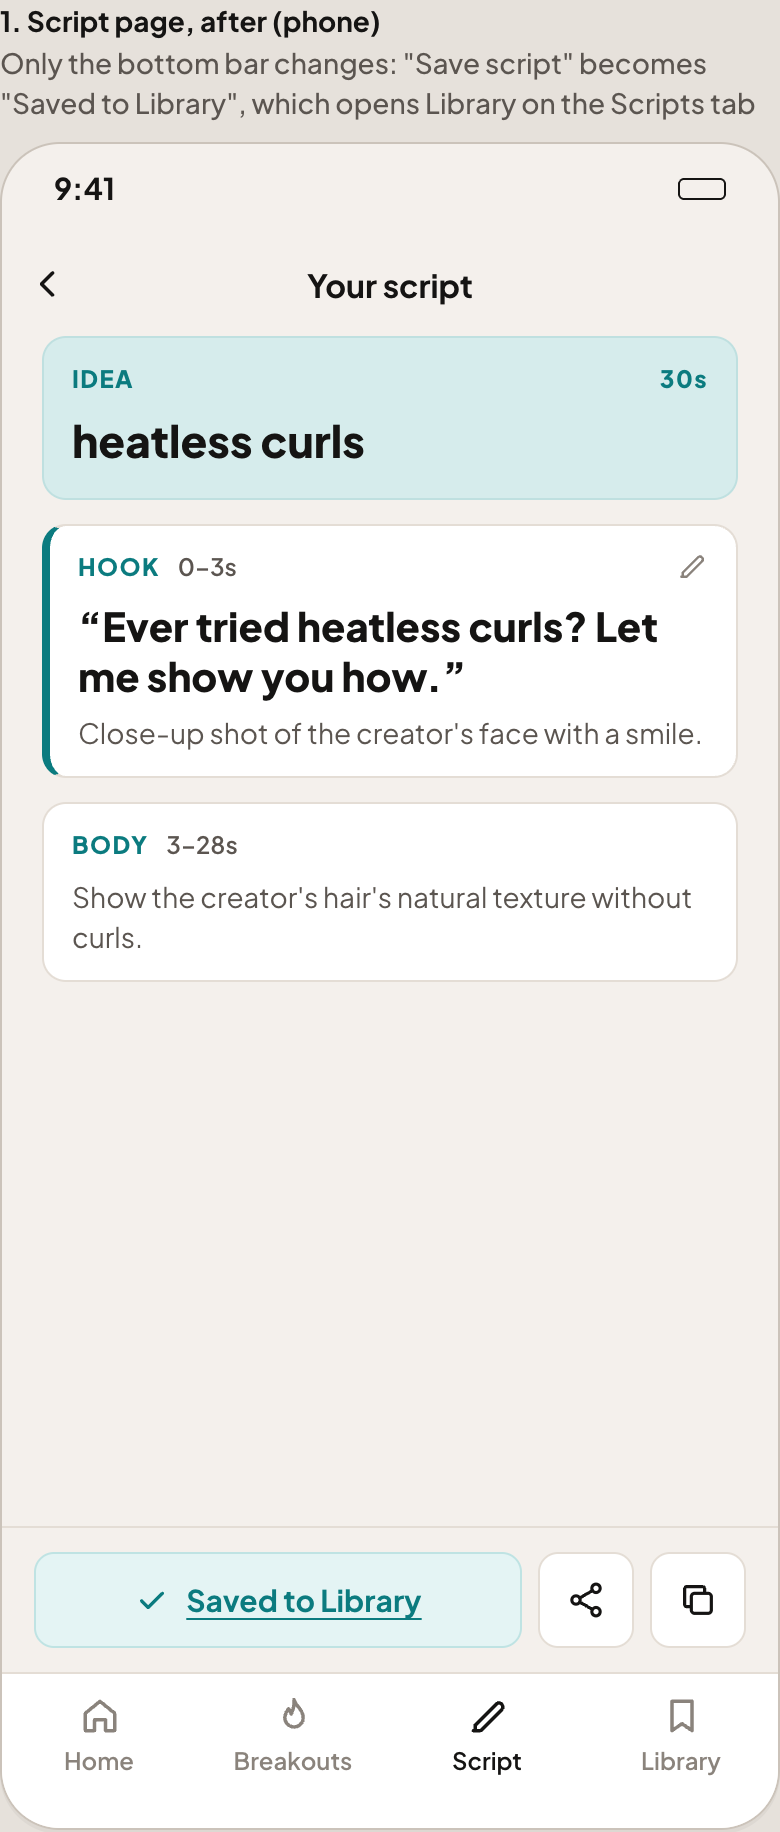 1. Script page, after (phone)
Only the bottom bar changes: "Save script" becomes
"Saved to Library", which opens Library on the Scripts tab
9:41
Your script
IDEA 30s
heatless curls
HOOK 0–3s
“Ever tried heatless curls? Let
me show you how.”
Close-up shot of the creator's face with a smile.
BODY 3–28s
Show the creator's hair's natural texture without
curls.
Saved to Library
Home Breakouts Script Library